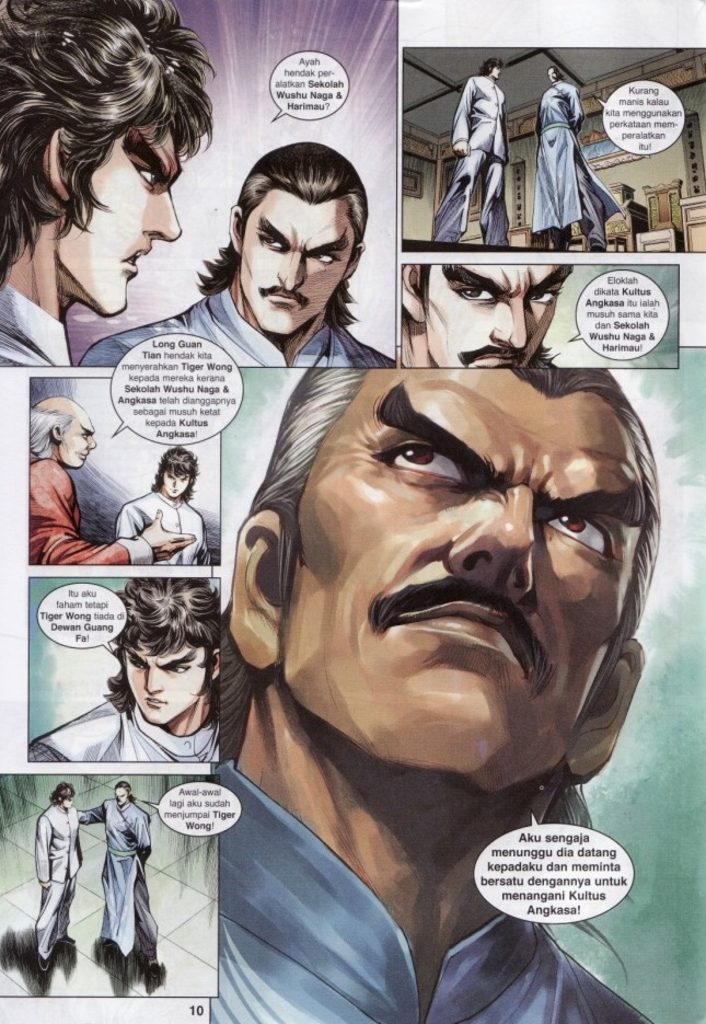 Ayah
hendak per-
alatkan Sekolah
Wushu Naga &
Harimau?
Kurang
manis kalau
kita menggunakan
perkataan mem-
peralatkan
itu!
Eloklah
dikata Kultus
Angkasa itu ialah
musuh sama kita
dan Sekolah
Wushu Naga &
Harimau!
Long Guan
Tian hendak kita
menyerahkan Tiger Wong
kepada mereka kerana
Sekolah Wushu Naga &
Angkasa telah dianggapnya
sebagai musuh ketat
kepada Kultus
Angkasa!
Itu aku
faham tetapi
Tiger Wong tiada di
Dewan Guang
Fa!
Awal-awal
lagi aku sudah
menjumpai Tiger
Wong!
Aku sengaja
menunggu dia datang
kepadaku dan meminta
bersatu dengannya untuk
menangani Kultus
Angkasa!
10